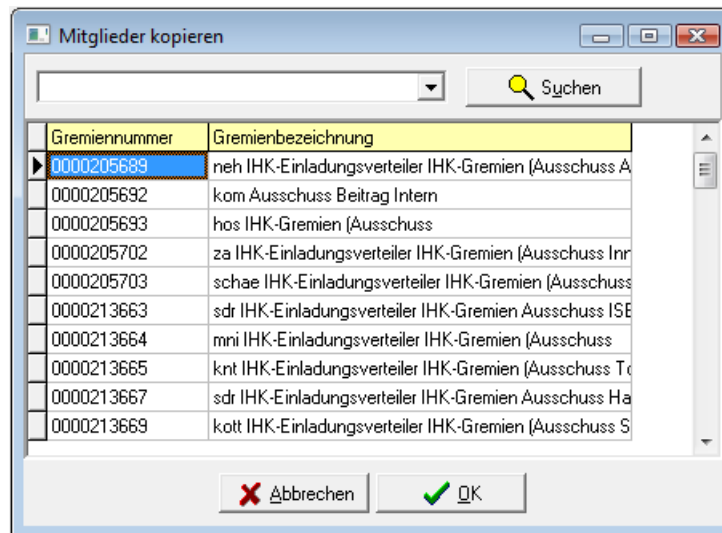 Mitglieder kopieren
Suchen
Gremiennummer Gremienbezeichnung
0000205689 neh IHK-Einladungsverteiler IHK-Gremien (Ausschuss A
0000205692 kom Ausschuss Beitrag Intern
0000205693 hos IHK-Gremien (Ausschuss
0000205702 za IHK-Einladungsverteiler IHK-Gremien (Ausschuss Inn
0000205703 schae IHK-Einladungsverteiler IHK-Gremien (Ausschuss
0000213663 sdr IHK-Einladungsverteiler IHK-Gremien Ausschuss ISE
0000213664 mni IHK-Einladungsverteiler IHK-Gremien (Ausschuss
0000213665 knt IHK-Einladungsverteiler IHK-Gremien (Ausschuss To
0000213667 sdr IHK-Einladungsverteiler IHK-Gremien Ausschuss Ha
0000213669 kott IHK-Einladungsverteiler IHK-Gremien (Ausschuss S
Abbrechen OK